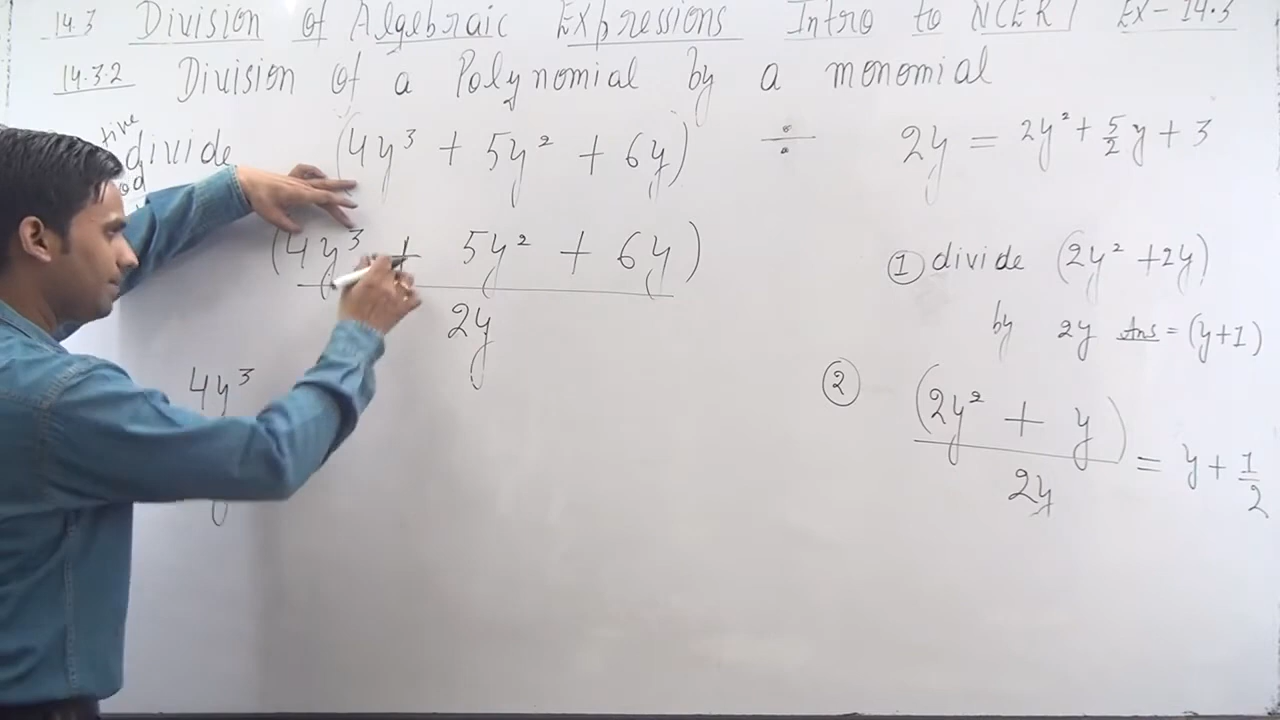 14.3 Division of Algebraic Expressions Intro to NCERT EX-14.3
14.3.2 Division of a Polynomial by a monomial
divide (4y³ + 5y² + 6y) ÷ 2y = 2y² + 5/2 y + 3
(4y³ + 5y² + 6y)
2y
4y³
① divide (2y² + 2y)
by 2y Ans = (y+1)
② (2y² + y) / 2y = y + 1/2